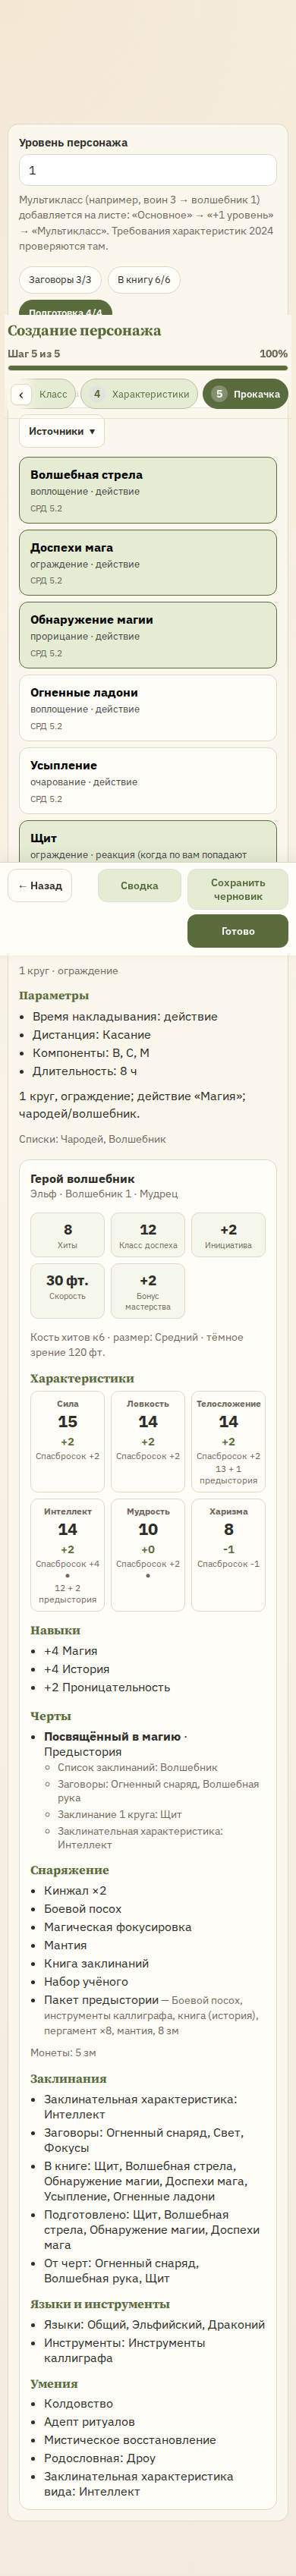 Уровень персонажа
1
Мультикласс (например, воин 3 → волшебник 1)
добавляется на листе: «Основное» → «+1 уровень»
→ «Мультикласс». Требования характеристик 2024
проверяются там.
Заговоры 3/3
В книгу 6/6
Подготовка 4/4
Создание персонажа
Шаг 5 из 5
100%
‹
Класс
4 Характеристики
5 Прокачка
Источники ▾
Волшебная стрела
воплощение · действие
СРД 5.2
Доспехи мага
ограждение · действие
СРД 5.2
Обнаружение магии
прорицание · действие
СРД 5.2
Огненные ладони
воплощение · действие
СРД 5.2
Усыпление
очарование · действие
СРД 5.2
Щит
ограждение · реакция (когда по вам попадают
← Назад
Сводка
Сохранить
черновик
Готово
1 круг · ограждение
Параметры
• Время накладывания: действие
• Дистанция: Касание
• Компоненты: В, С, М
• Длительность: 8 ч
1 круг, ограждение; действие «Магия»;
чародей/волшебник.
Списки: Чародей, Волшебник
Герой волшебник
Эльф · Волшебник 1 · Мудрец
8
Хиты
12
Класс доспеха
+2
Инициатива
30 фт.
Скорость
+2
Бонус
мастерства
Кость хитов к6 · размер: Средний · тёмное
зрение 120 фт.
Характеристики
Сила
15
+2
Спасбросок +2
Ловкость
14
+2
Спасбросок +2
Телосложение
14
+2
Спасбросок +2
13 + 1
предыстория
Интеллект
14
+2
Спасбросок +4
•
12 + 2
предыстория
Мудрость
10
+0
Спасбросок +2
•
Харизма
8
-1
Спасбросок -1
Навыки
• +4 Магия
• +4 История
• +2 Проницательность
Черты
• Посвящённый в магию ·
Предыстория
◦ Список заклинаний: Волшебник
◦ Заговоры: Огненный снаряд, Волшебная
рука
◦ Заклинание 1 круга: Щит
◦ Заклинательная характеристика:
Интеллект
Снаряжение
• Кинжал ×2
• Боевой посох
• Магическая фокусировка
• Мантия
• Книга заклинаний
• Набор учёного
• Пакет предыстории — Боевой посох,
инструменты каллиграфа, книга (история),
пергамент ×8, мантия, 8 зм
Монеты: 5 зм
Заклинания
• Заклинательная характеристика:
Интеллект
• Заговоры: Огненный снаряд, Свет,
Фокусы
• В книге: Щит, Волшебная стрела,
Обнаружение магии, Доспехи мага,
Усыпление, Огненные ладони
• Подготовлено: Щит, Волшебная
стрела, Обнаружение магии, Доспехи
мага
• От черт: Огненный снаряд,
Волшебная рука, Щит
Языки и инструменты
• Языки: Общий, Эльфийский, Драконий
• Инструменты: Инструменты
каллиграфа
Умения
• Колдовство
• Адепт ритуалов
• Мистическое восстановление
• Родословная: Дроу
• Заклинательная характеристика
вида: Интеллект